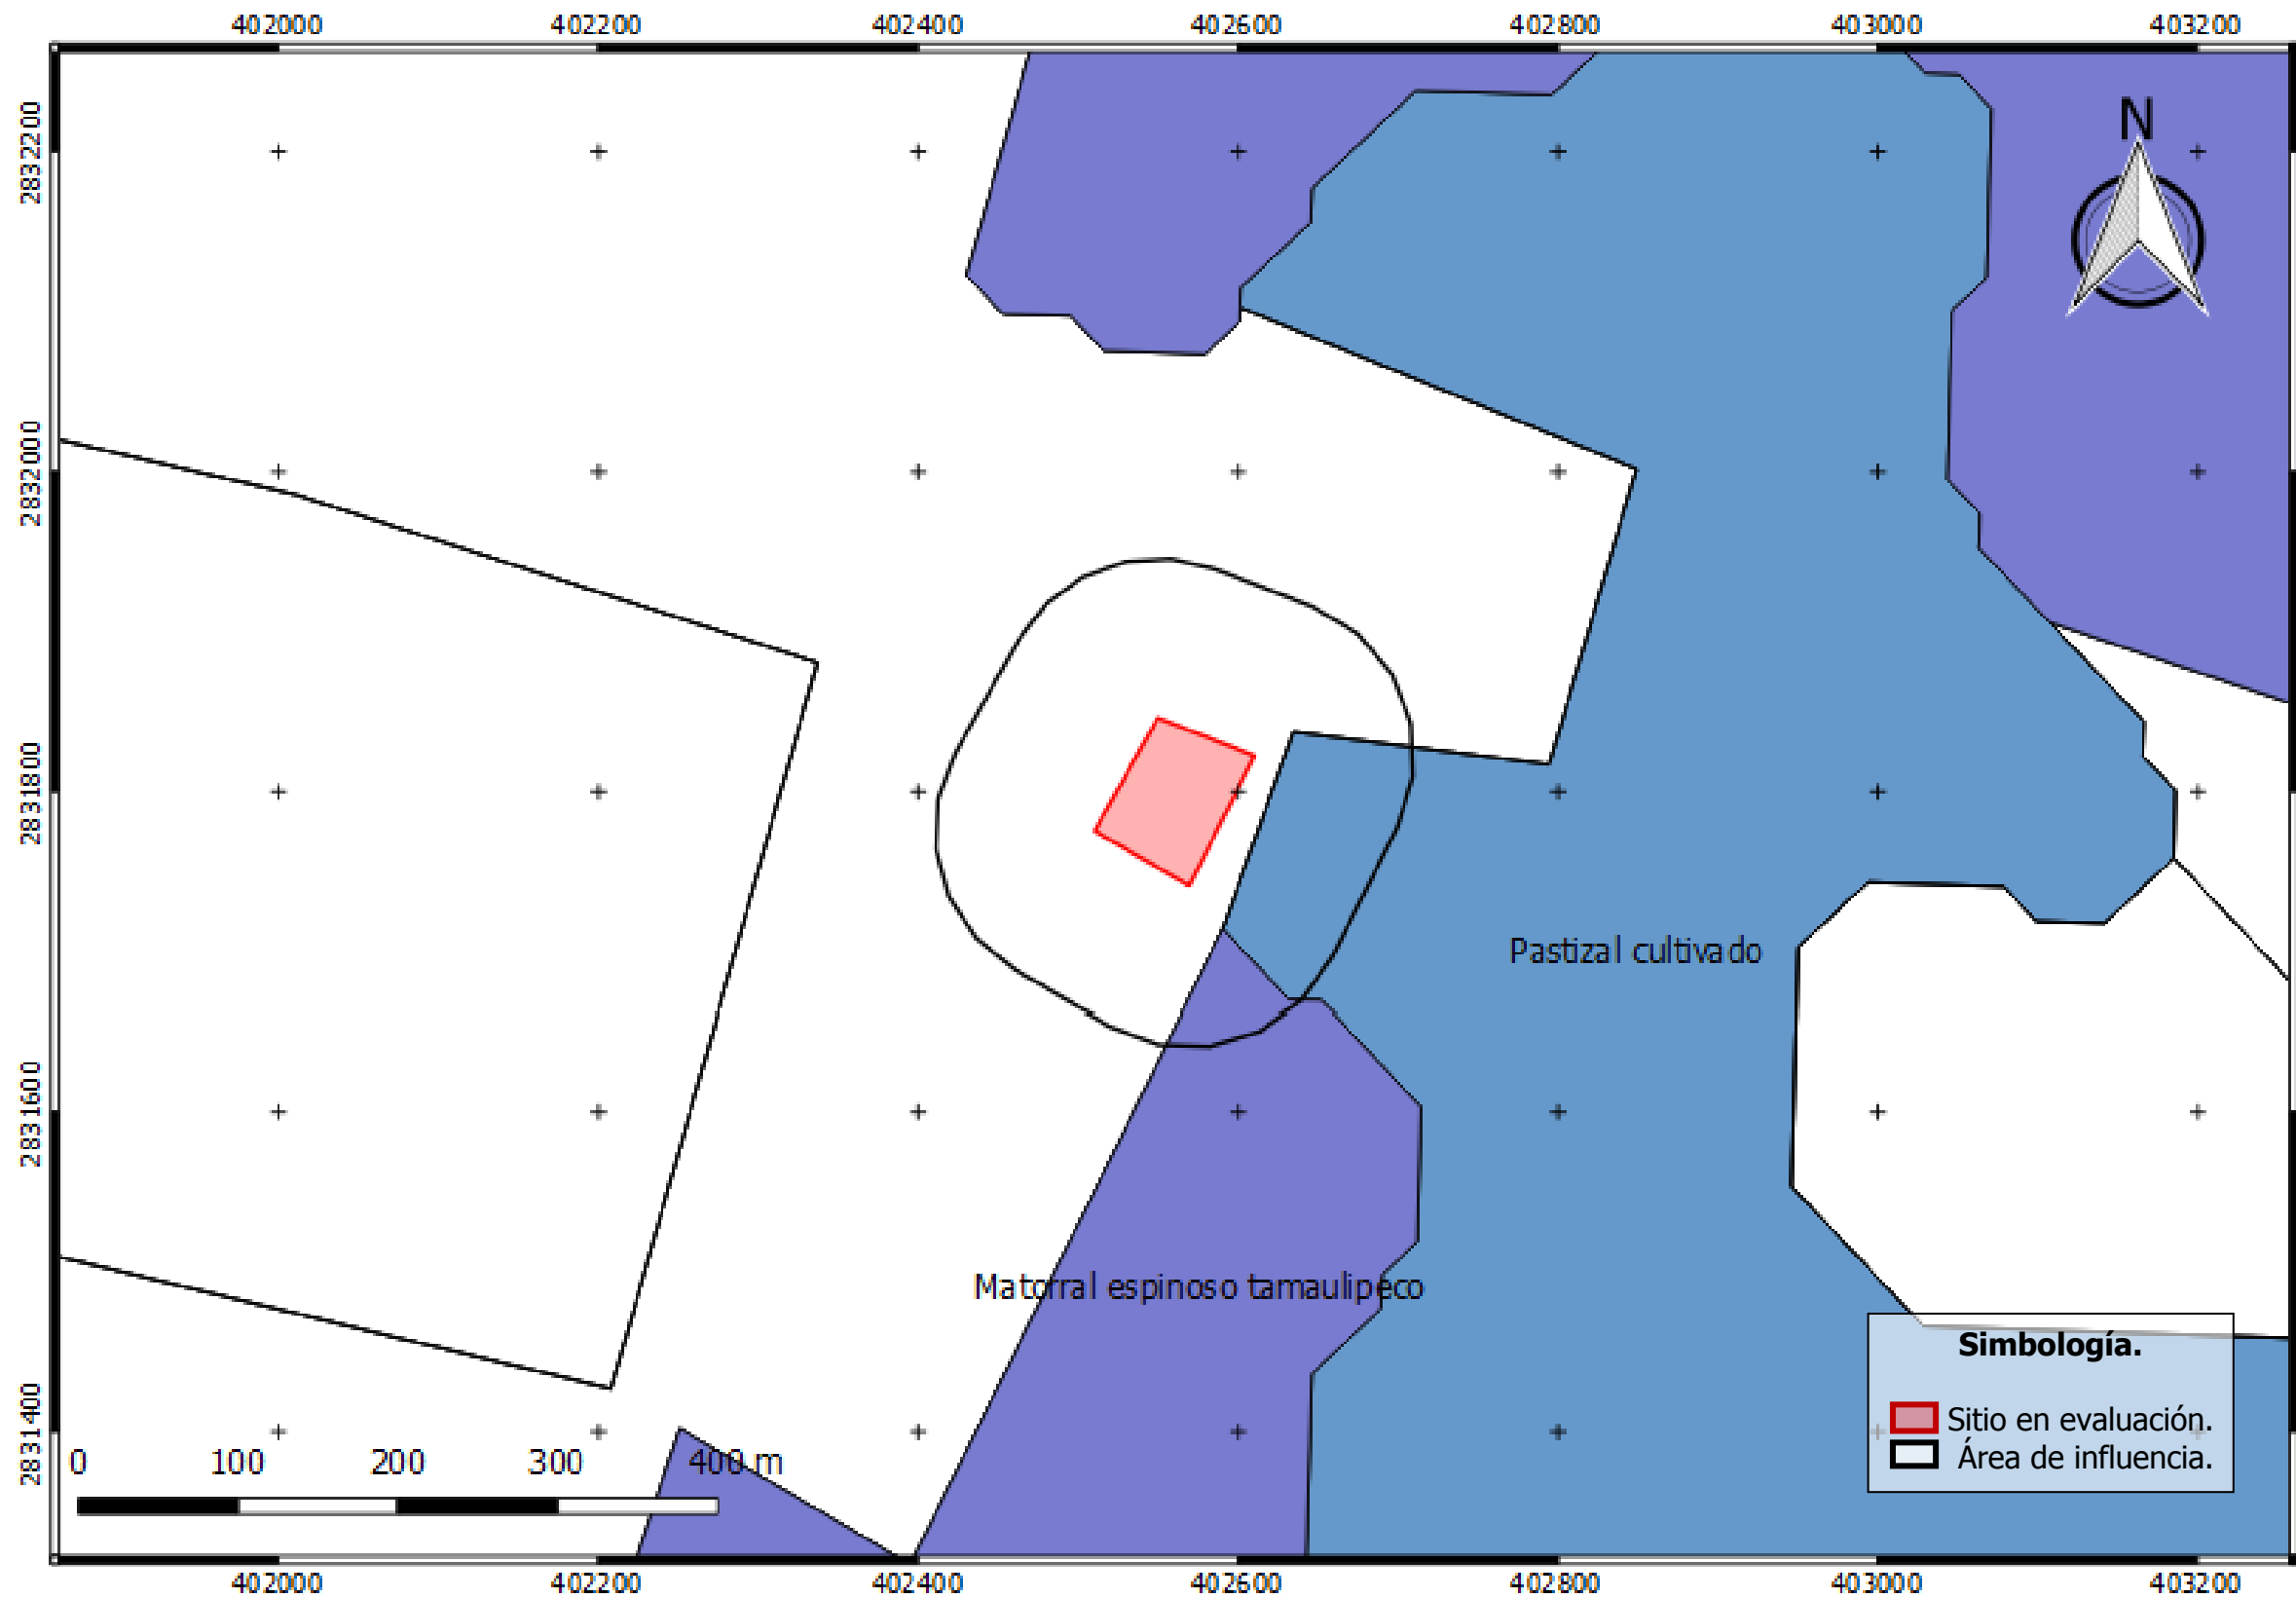 402000 402200 402400 402600 402800 403000 403200
2832200
N
2832000
2831800
Pastizal cultivado
2831600
Matorral espinoso tamaulipeco
Simbología.
Sitio en evaluación.
Área de influencia.
2831400
0 100 200 300 400 m
402000 402200 402400 402600 402800 403000 403200